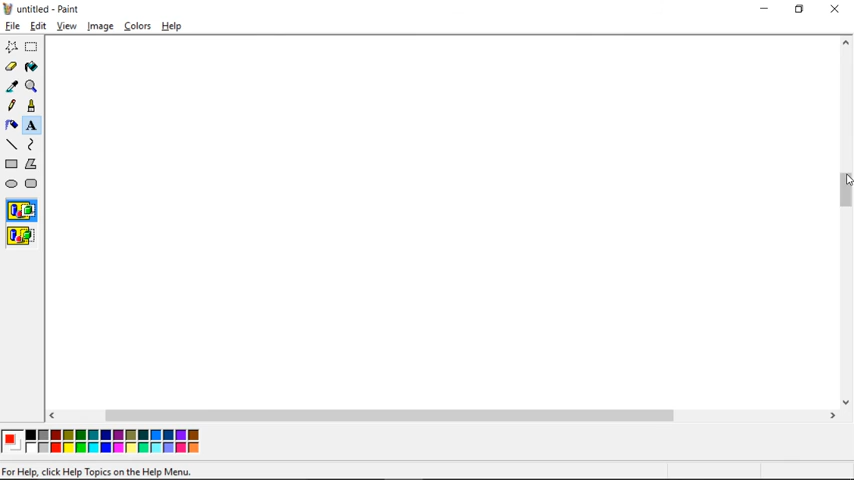 untitled - Paint
File Edit View Image Colors Help
A
For Help, click Help Topics on the Help Menu.